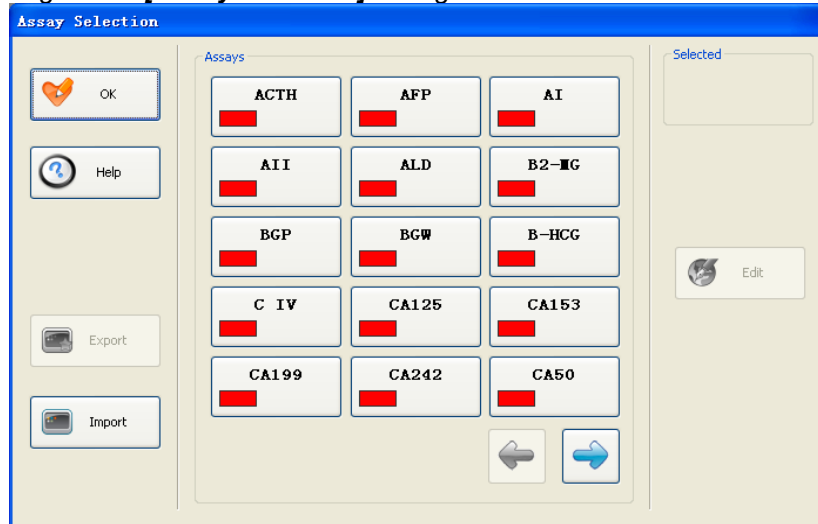 Assay Selection
OK
Help
Export
Import
Assays
ACTH
AFP
AI
AII
ALD
B2-MG
BGP
BGW
B-HCG
C IV
CA125
CA153
CA199
CA242
CA50
Selected
Edit